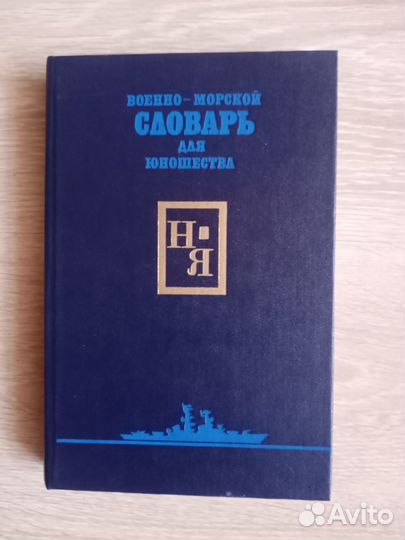 ВОЕННО-МОРСКОЙ
СЛОВАРЬ
ДЛЯ
ЮНОШЕСТВА
Н·
Я
Avito